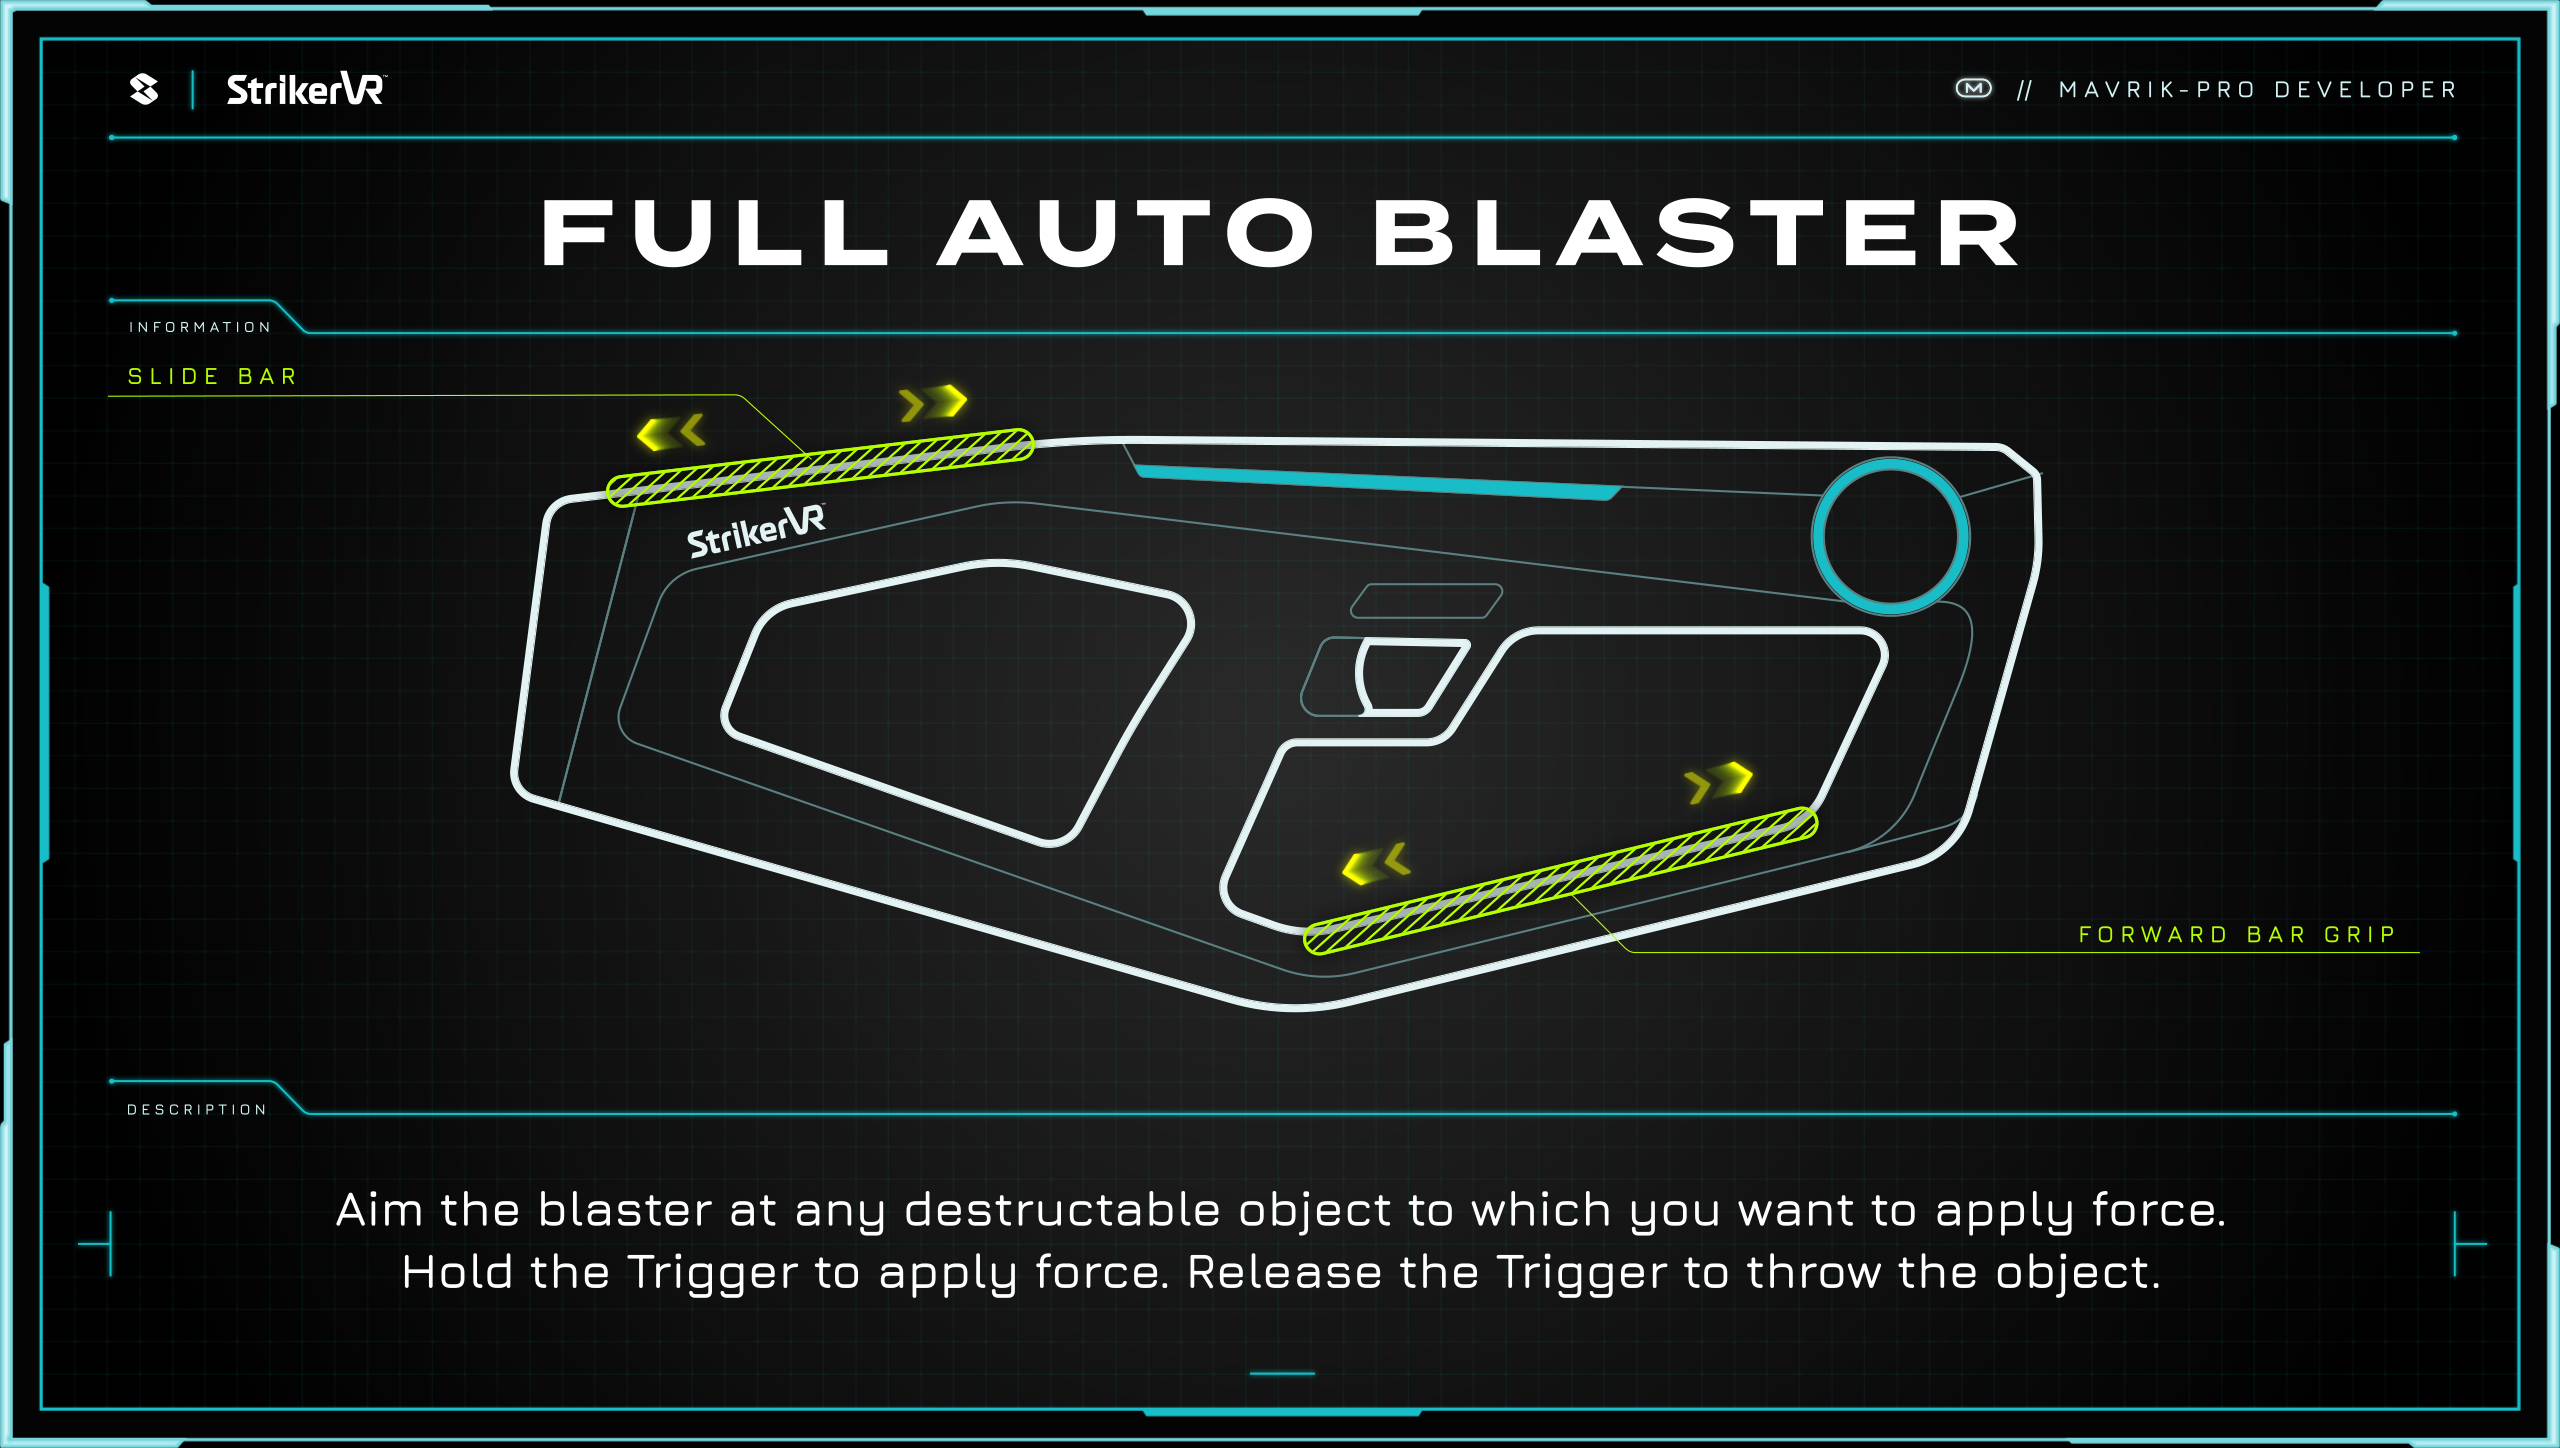 StrikerVR™
M // MAVRIK-PRO DEVELOPER
FULL AUTO BLASTER
INFORMATION
SLIDE BAR
StrikerVR
FORWARD BAR GRIP
DESCRIPTION
Aim the blaster at any destructable object to which you want to apply force.
Hold the Trigger to apply force. Release the Trigger to throw the object.